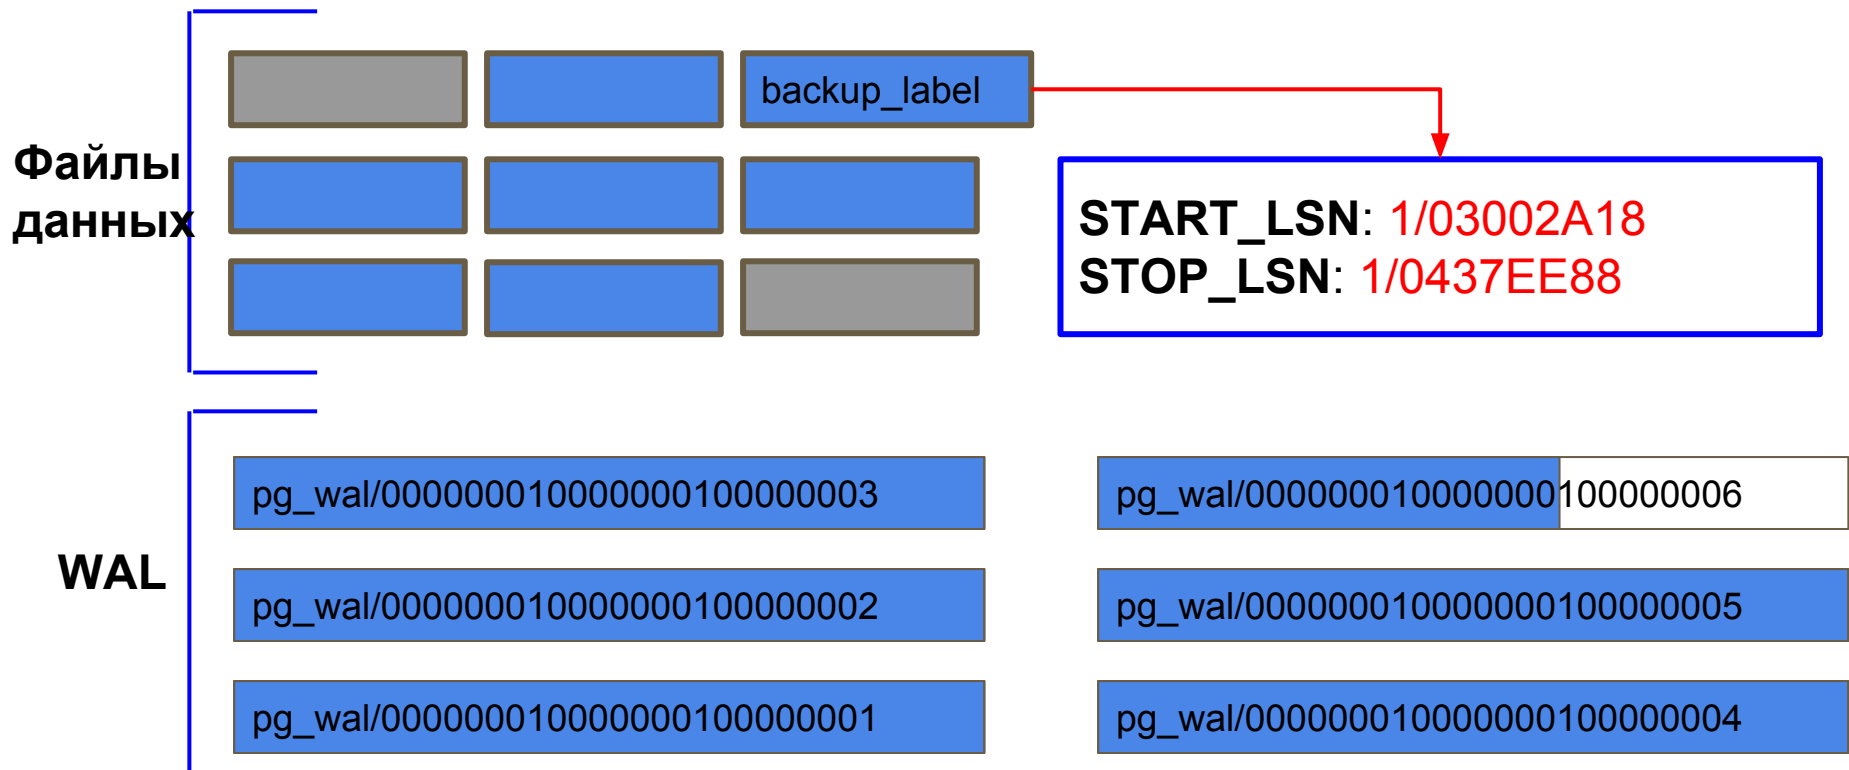 backup_label
Файлы
данных
START_LSN: 1/03002A18
STOP_LSN: 1/0437EE88
WAL
pg_wal/000000010000000100000003
pg_wal/000000010000000100000006
pg_wal/000000010000000100000002
pg_wal/000000010000000100000005
pg_wal/000000010000000100000001
pg_wal/000000010000000100000004